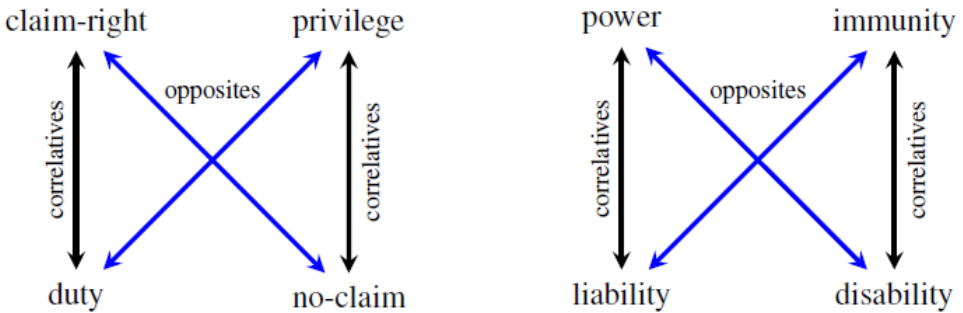 claim-right privilege
opposites
correlatives
correlatives
duty no-claim
power immunity
opposites
correlatives
correlatives
liability disability